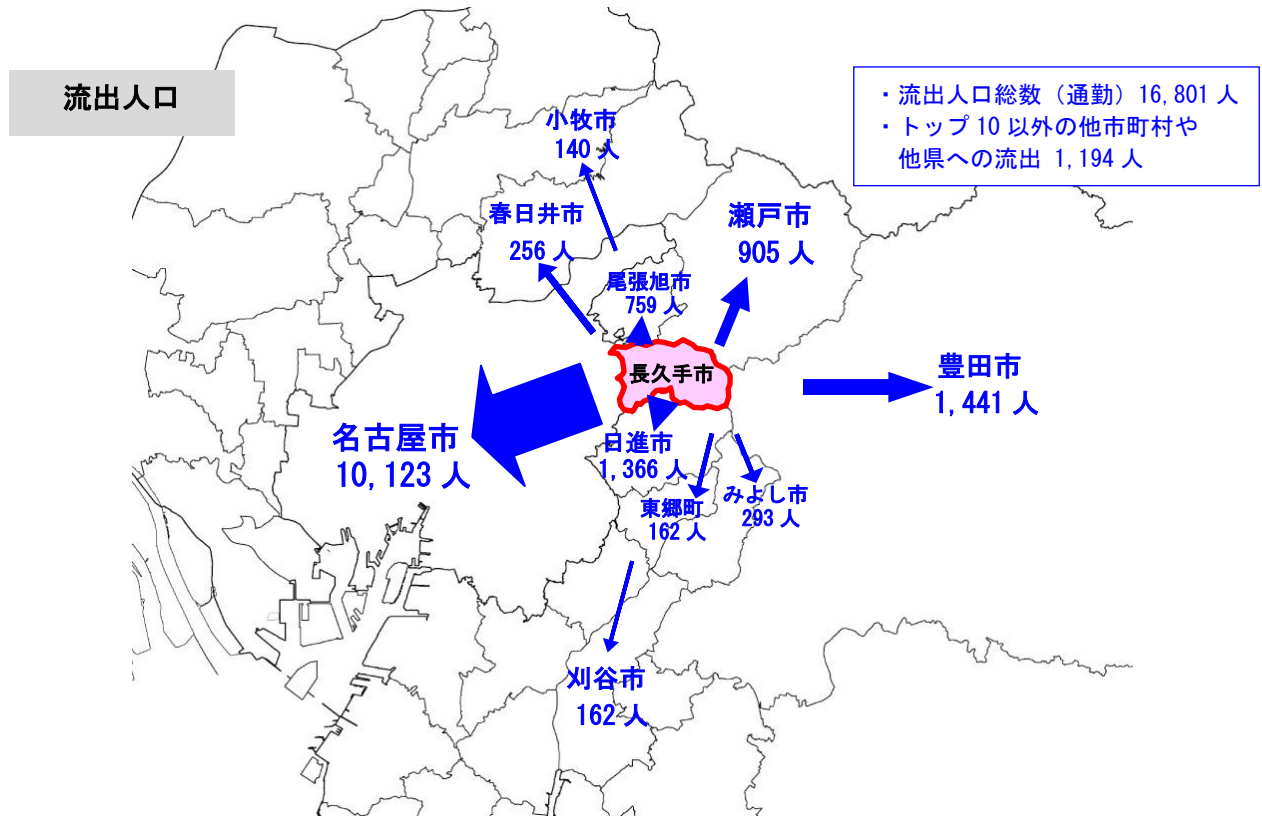 流出人口
・流出人口総数（通勤）16,801 人
・トップ 10 以外の他市町村や
他県への流出 1,194 人
小牧市
140 人
春日井市
256 人
瀬戸市
905 人
尾張旭市
759 人
長久手市
豊田市
1,441 人
名古屋市
10,123 人
日進市
1,366 人
東郷町
162 人
みよし市
293 人
刈谷市
162 人